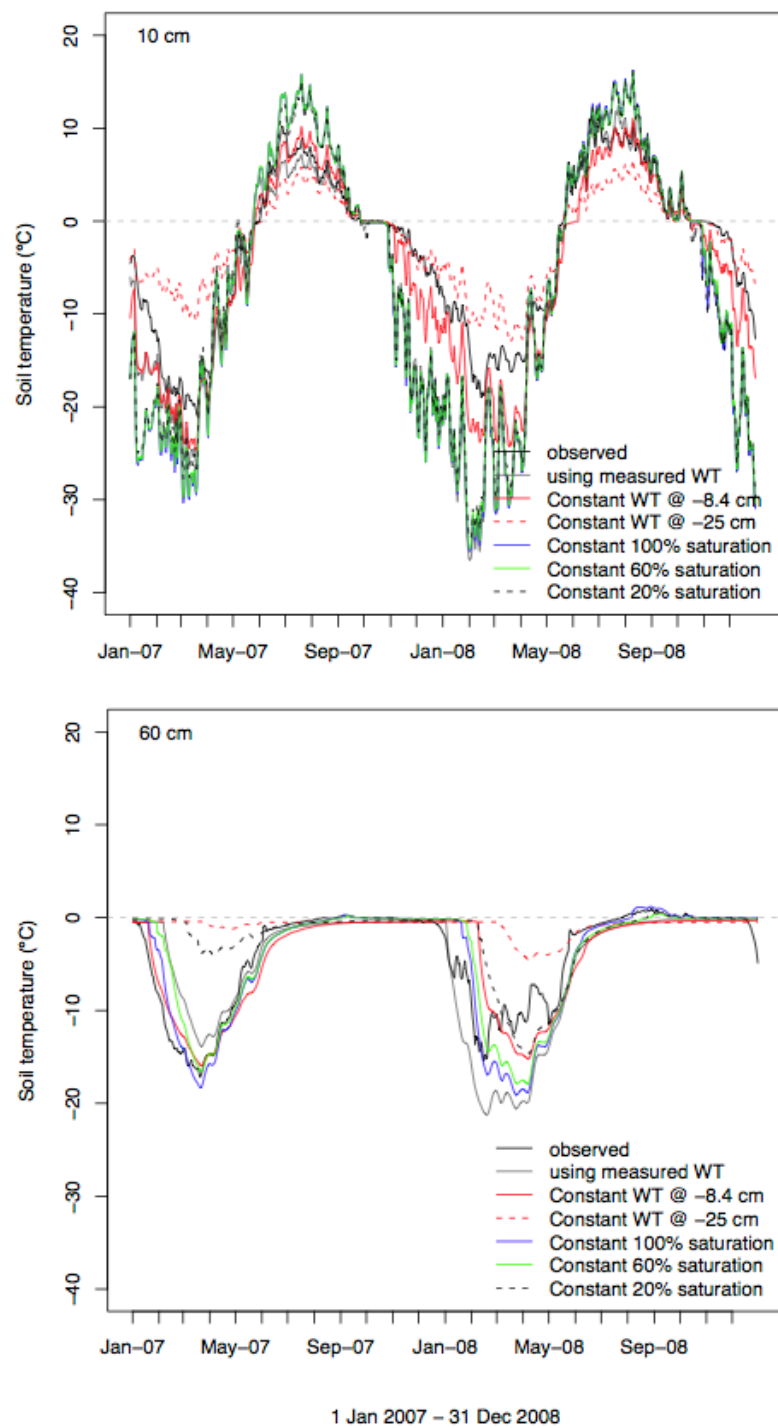 10 cm
20
10
0
−10
−20
−30
−40
Soil temperature (ºC)
observed
using measured WT
Constant WT @ −8.4 cm
Constant WT @ −25 cm
Constant 100% saturation
Constant 60% saturation
Constant 20% saturation
Jan−07 May−07 Sep−07 Jan−08 May−08 Sep−08
60 cm
20
10
0
−10
−20
−30
−40
Soil temperature (ºC)
observed
using measured WT
Constant WT @ −8.4 cm
Constant WT @ −25 cm
Constant 100% saturation
Constant 60% saturation
Constant 20% saturation
Jan−07 May−07 Sep−07 Jan−08 May−08 Sep−08
1 Jan 2007 − 31 Dec 2008